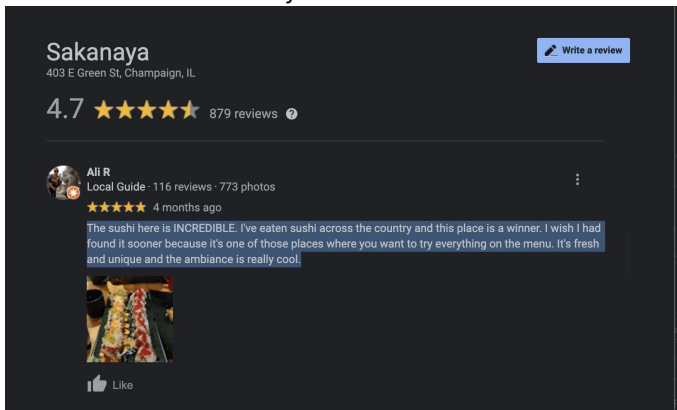 Sakanaya
403 E Green St, Champaign, IL
Write a review
4.7 879 reviews ?
Ali R
Local Guide · 116 reviews · 773 photos
4 months ago
The sushi here is INCREDIBLE. I've eaten sushi across the country and this place is a winner. I wish I had
found it sooner because it's one of those places where you want to try everything on the menu. It's fresh
and unique and the ambiance is really cool.
Like